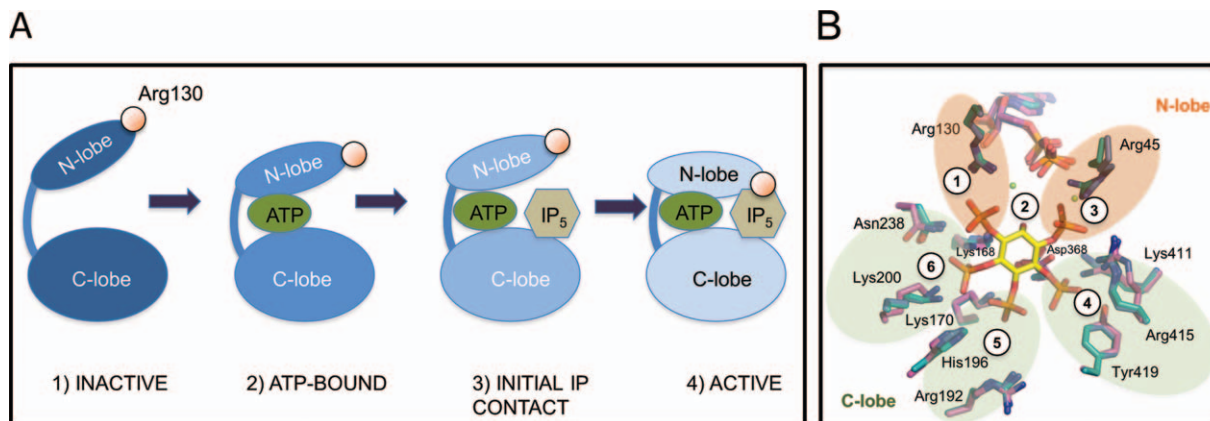 A
Arg130
N-lobe
C-lobe
1) INACTIVE
N-lobe
ATP
C-lobe
2) ATP-BOUND
N-lobe
ATP
IP5
C-lobe
3) INITIAL IP
CONTACT
N-lobe
ATP
IP5
C-lobe
4) ACTIVE
B
N-lobe
Arg130
Arg45
1
2
3
Asn238
Lys168
Asp368
Lys411
6
Lys200
4
Lys170
Arg415
5
His196
Tyr419
Arg192
C-lobe